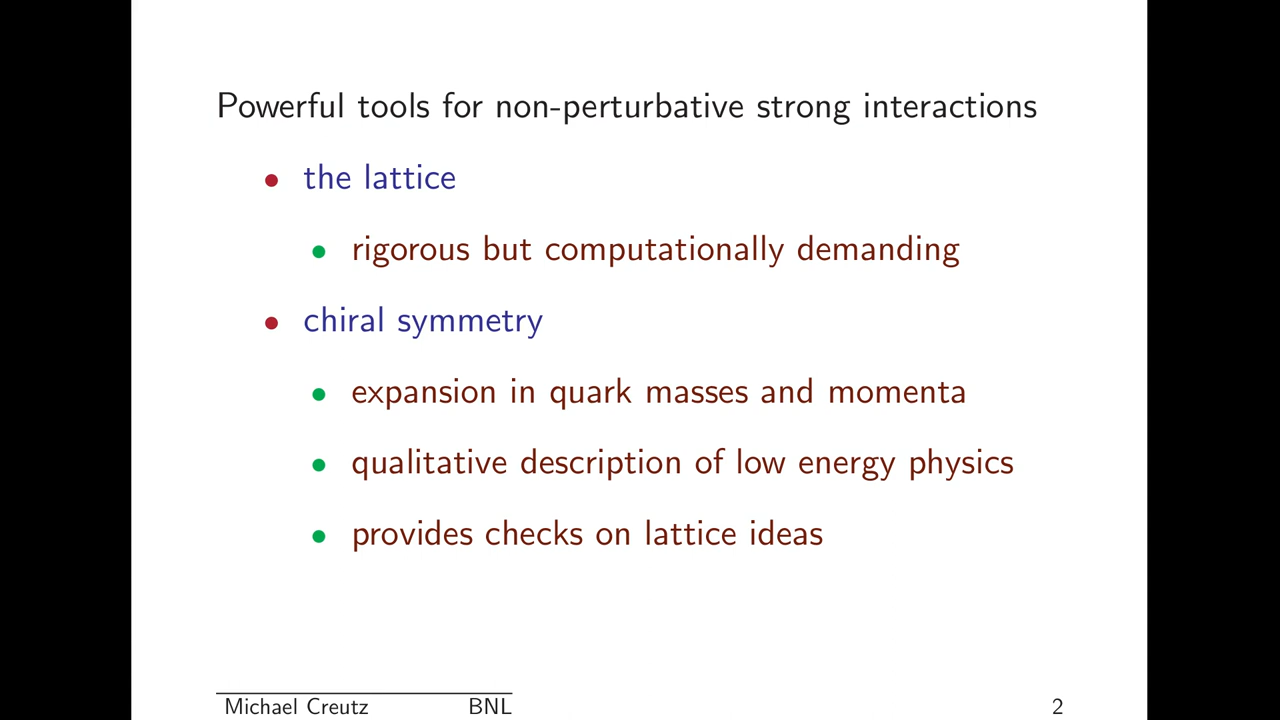 Powerful tools for non-perturbative strong interactions
• the lattice
• rigorous but computationally demanding
• chiral symmetry
• expansion in quark masses and momenta
• qualitative description of low energy physics
• provides checks on lattice ideas
Michael Creutz BNL 2